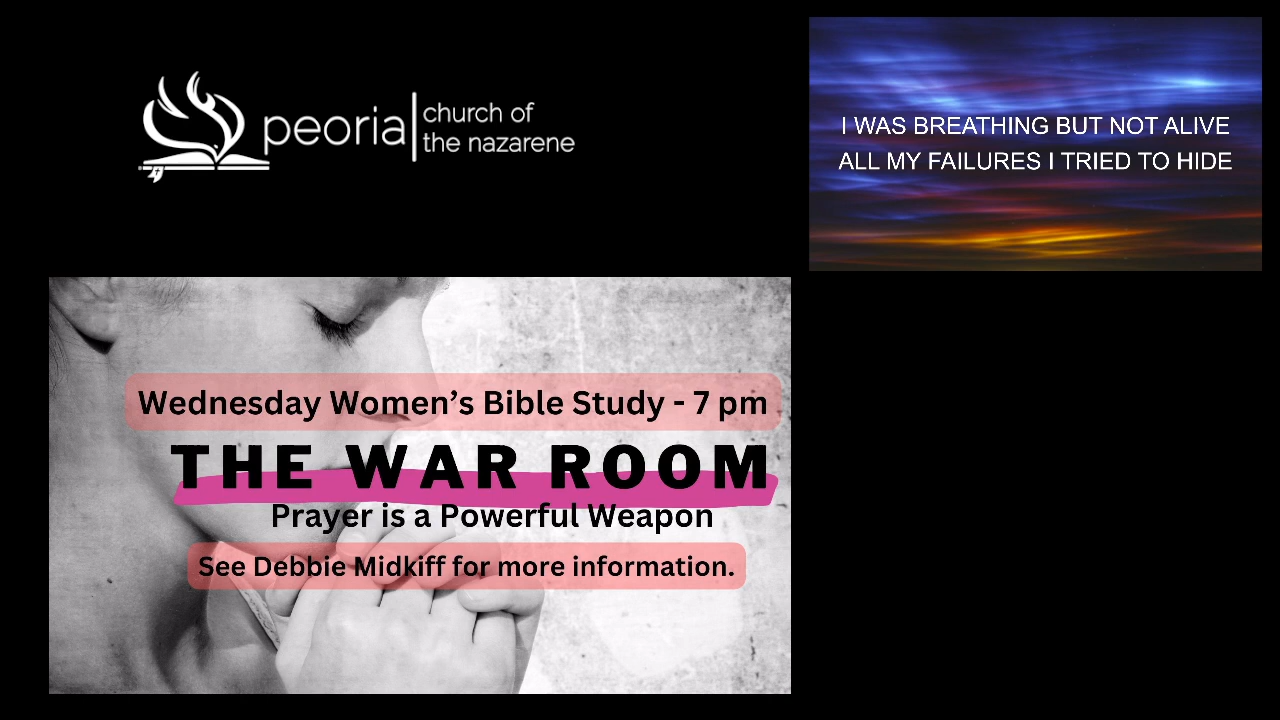 peoria church of
the nazarene
I WAS BREATHING BUT NOT ALIVE
ALL MY FAILURES I TRIED TO HIDE
Wednesday Women’s Bible Study - 7 pm
THE WAR ROOM
Prayer is a Powerful Weapon
See Debbie Midkiff for more information.